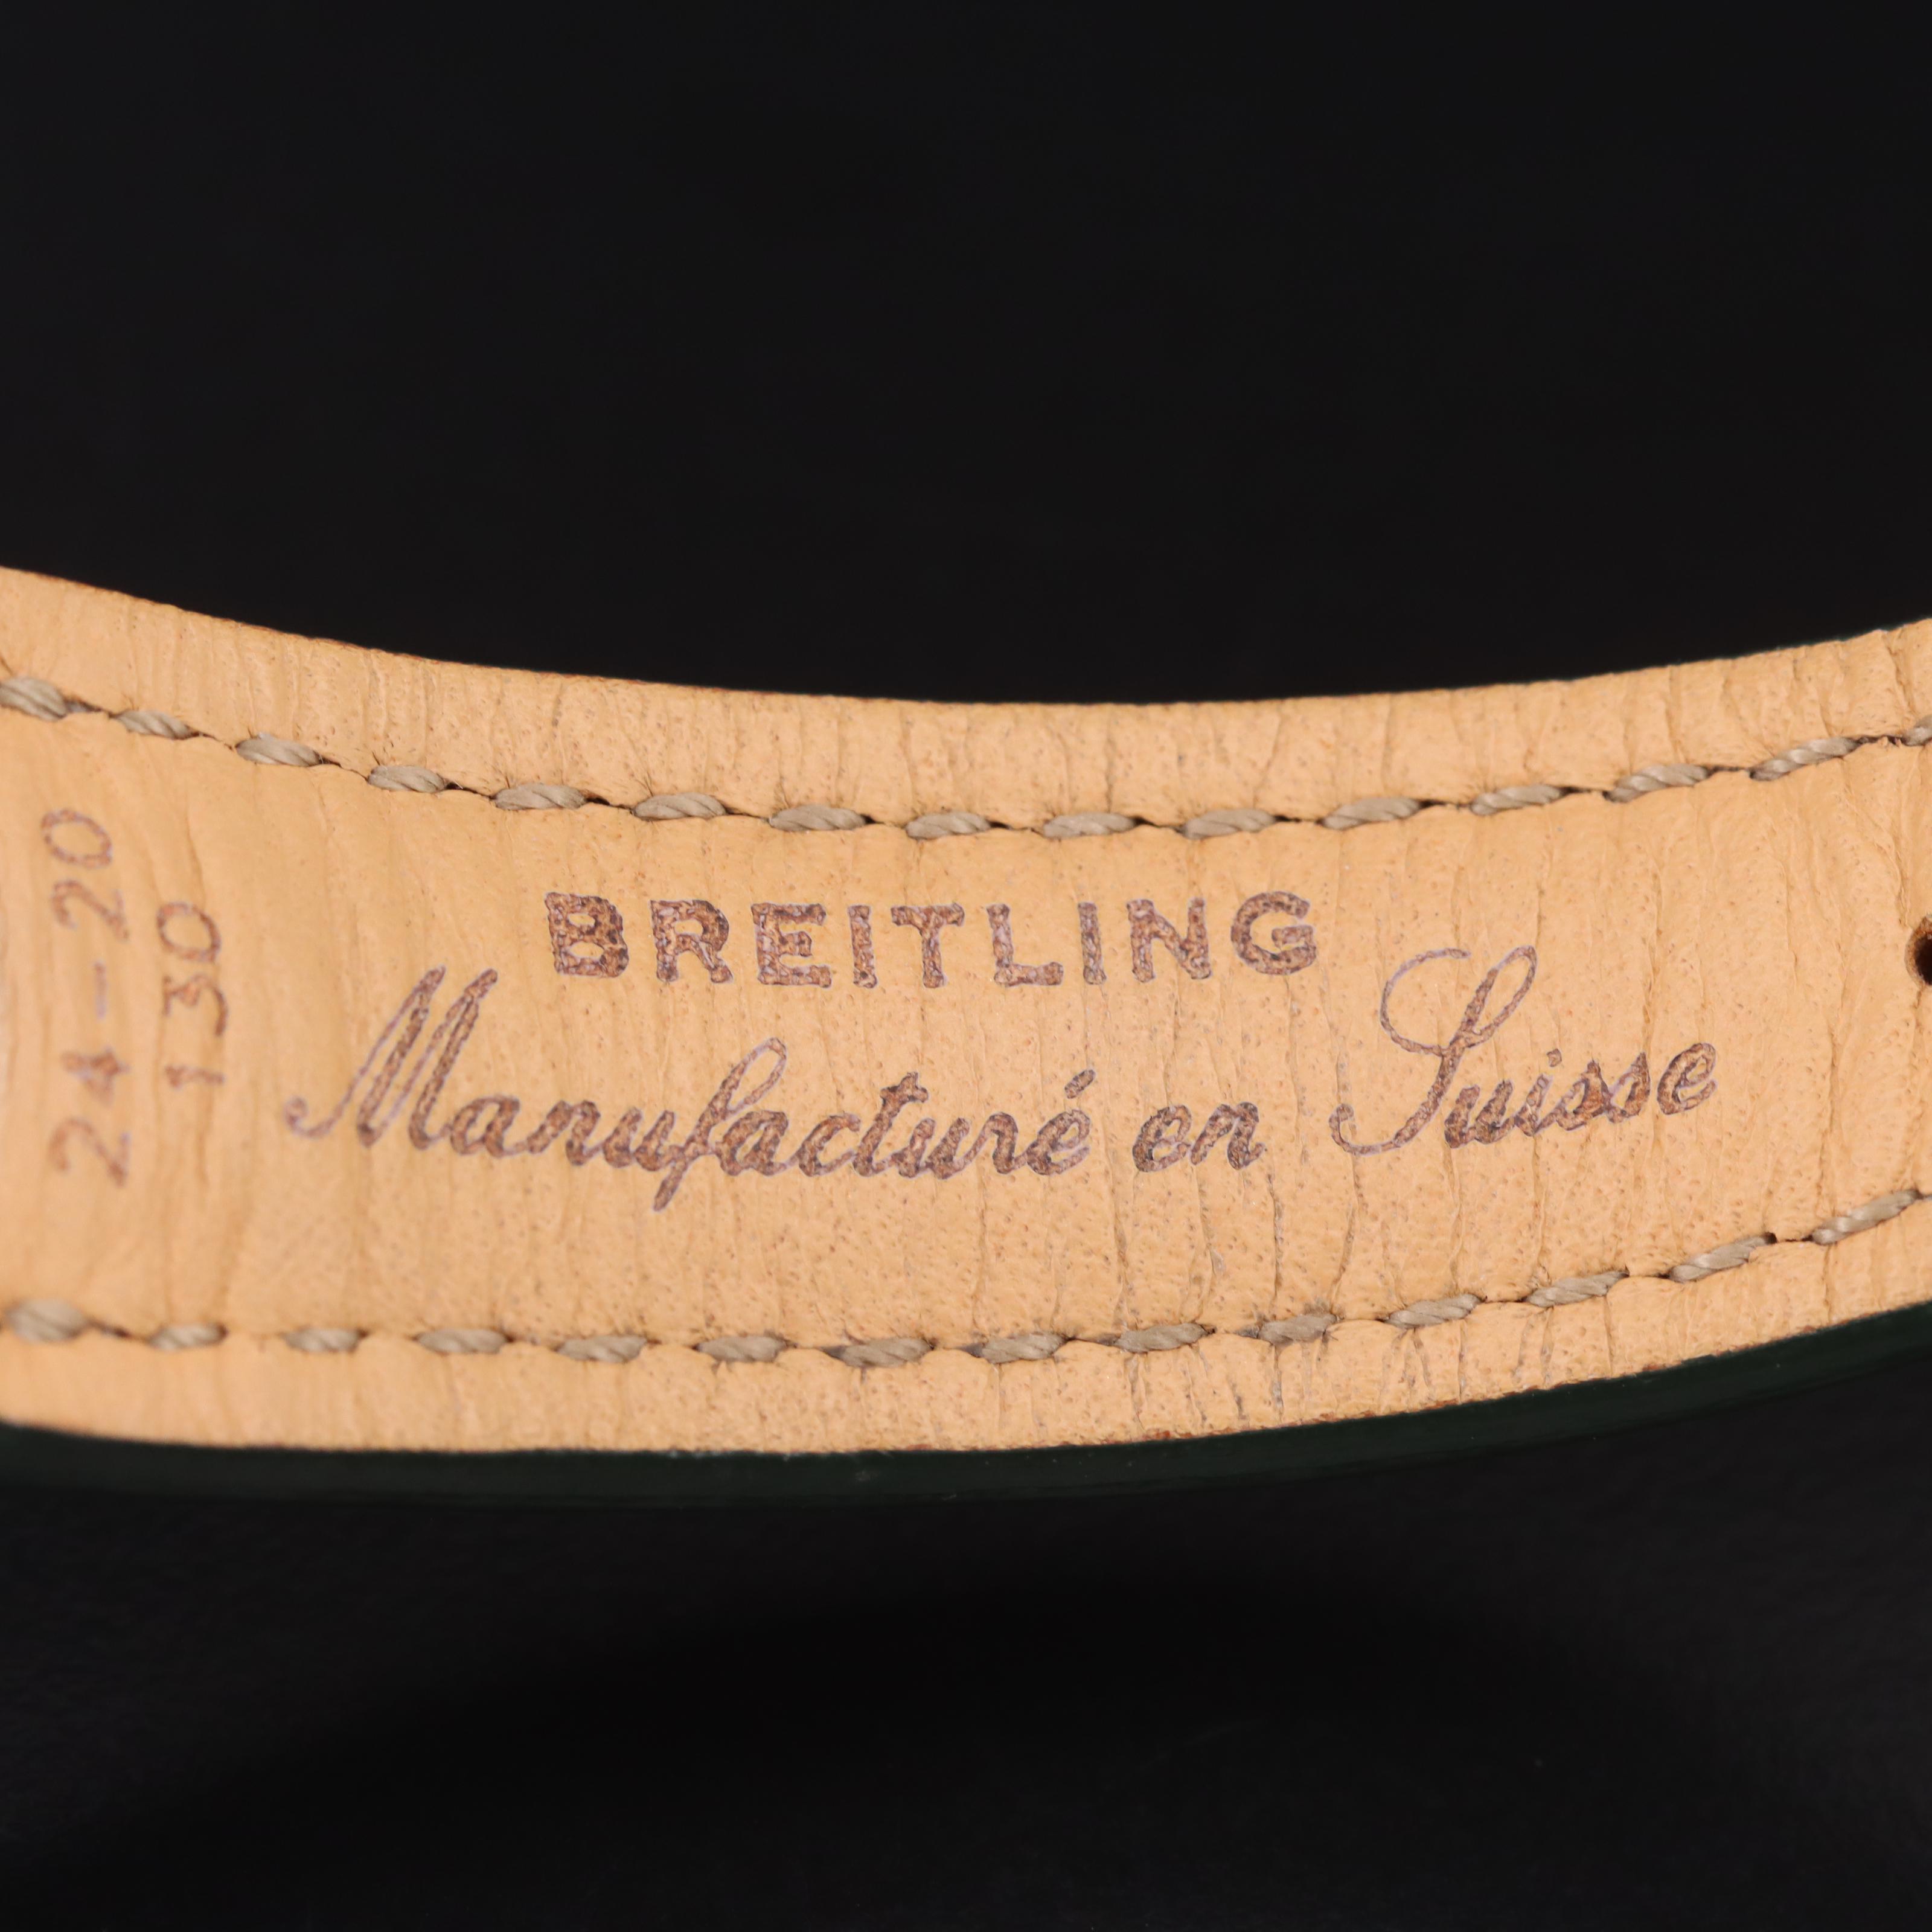 24-20
130
BREITLING
Manufacturé en Suisse